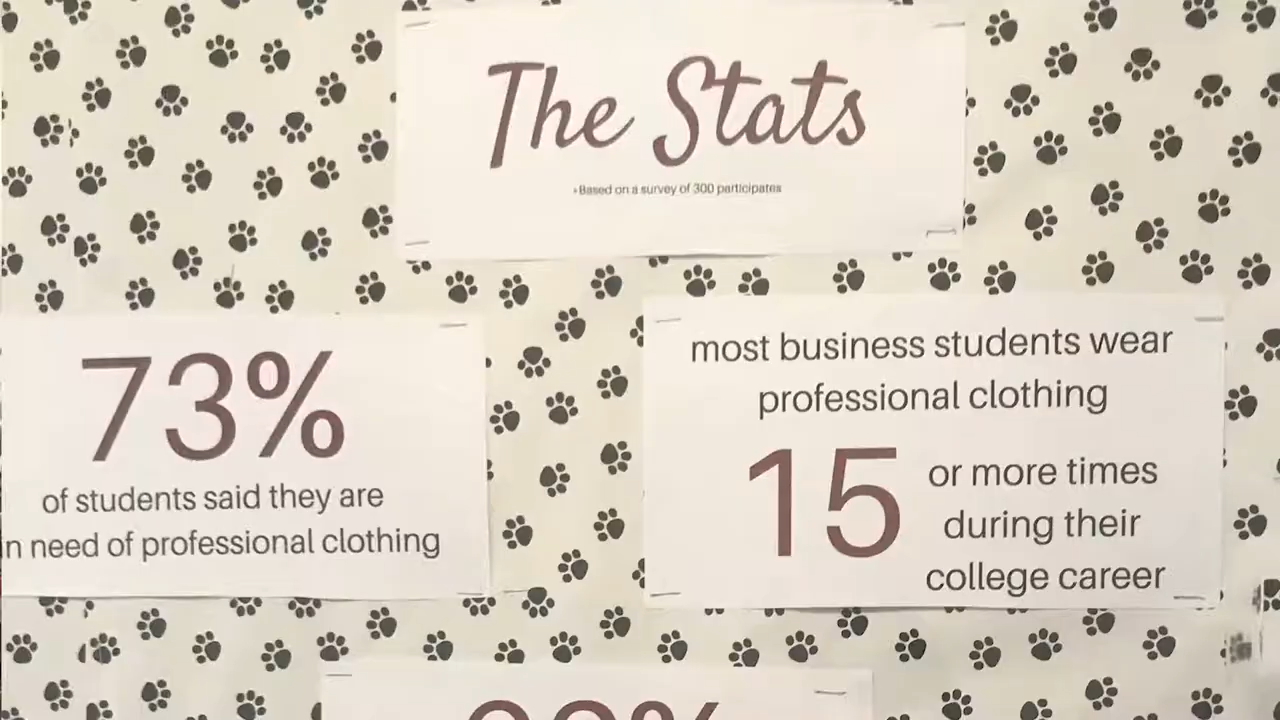 The Stats
*Based on a survey of 300 participates
73%
of students said they are
n need of professional clothing
most business students wear
professional clothing
15
or more times
during their
college career